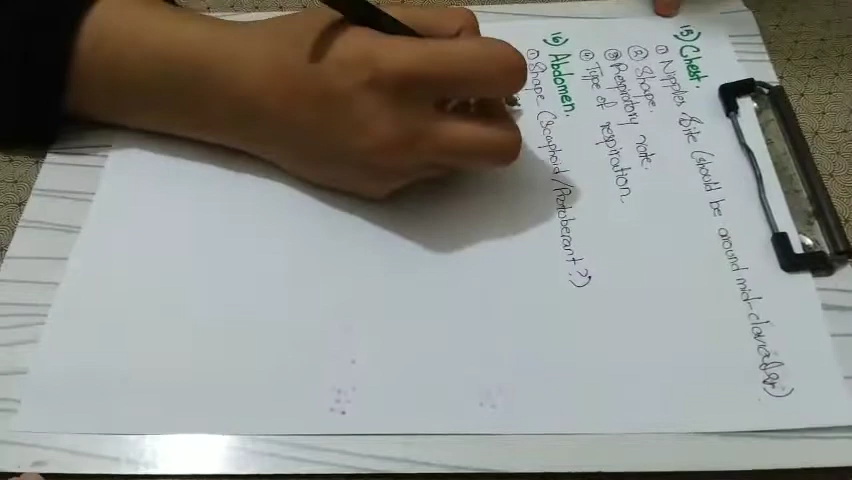 15) Chest.
① Nipples Site (should be around mid-clavicular)
② Shape.
③ Respiratory rate.
④ Type of respiration.
16) Abdomen.
① Shape (Scaphoid / Protoberant ?)